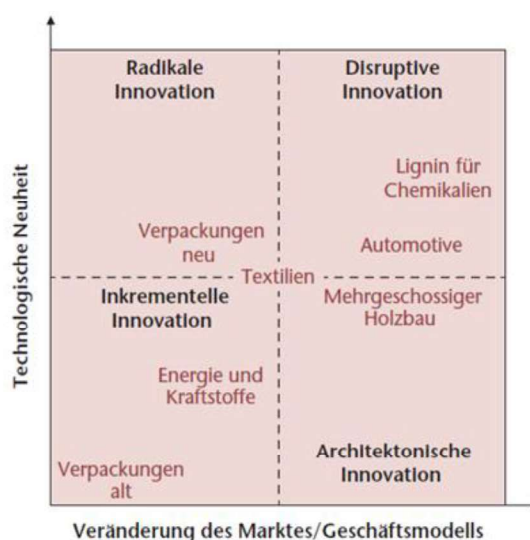 Radikale
Innovation
Disruptive
Innovation
Lignin für
Chemikalien
Verpackungen
neu
Automotive
Textilien
Inkrementelle
Innovation
Mehrgeschossiger
Holzbau
Energie und
Kraftstoffe
Architektonische
Innovation
Verpackungen
alt
Technologische Neuheit
Veränderung des Marktes/Geschäftsmodells